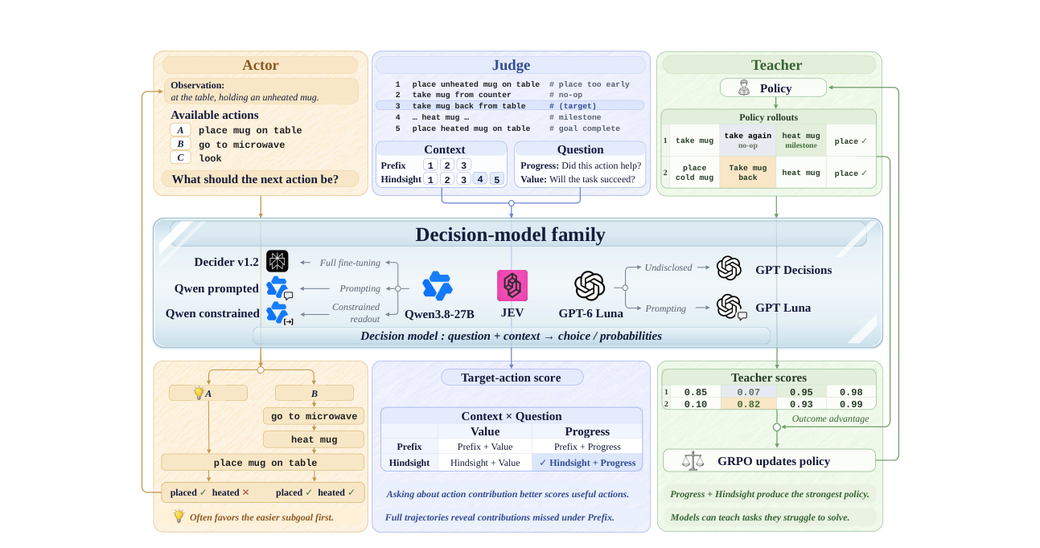 Actor
Observation:
at the table, holding an unheated mug.
Available actions
A place mug on table
B go to microwave
C look
What should the next action be?
Judge
1 place unheated mug on table # place too early
2 take mug from counter # no-op
3 take mug back from table # (target)
4 … heat mug … # milestone
5 place heated mug on table # goal complete
Context
Prefix 1 2 3
Hindsight 1 2 3 4 5
Question
Progress: Did this action help?
Value: Will the task succeed?
Teacher
Policy
Policy rollouts
1 take mug take again no-op heat mug milestone place ✓
2 place cold mug Take mug back heat mug place ✓
Decision-model family
Decider v1.2 Full fine-tuning
Qwen prompted Prompting
Qwen constrained Constrained readout
Qwen3.8-27B
JEV
GPT-6 Luna
Undisclosed GPT Decisions
Prompting GPT Luna
Decision model : question + context → choice / probabilities
A B
go to microwave
heat mug
place mug on table
placed ✓ heated ✕ placed ✓ heated ✓
Often favors the easier subgoal first.
Target-action score
Context × Question
Value Progress
Prefix Prefix + Value Prefix + Progress
Hindsight Hindsight + Value ✓ Hindsight + Progress
Asking about action contribution better scores useful actions.
Full trajectories reveal contributions missed under Prefix.
Teacher scores
1 0.85 0.07 0.95 0.98
2 0.10 0.82 0.93 0.99
Outcome advantage
GRPO updates policy
Progress + Hindsight produce the strongest policy.
Models can teach tasks they struggle to solve.